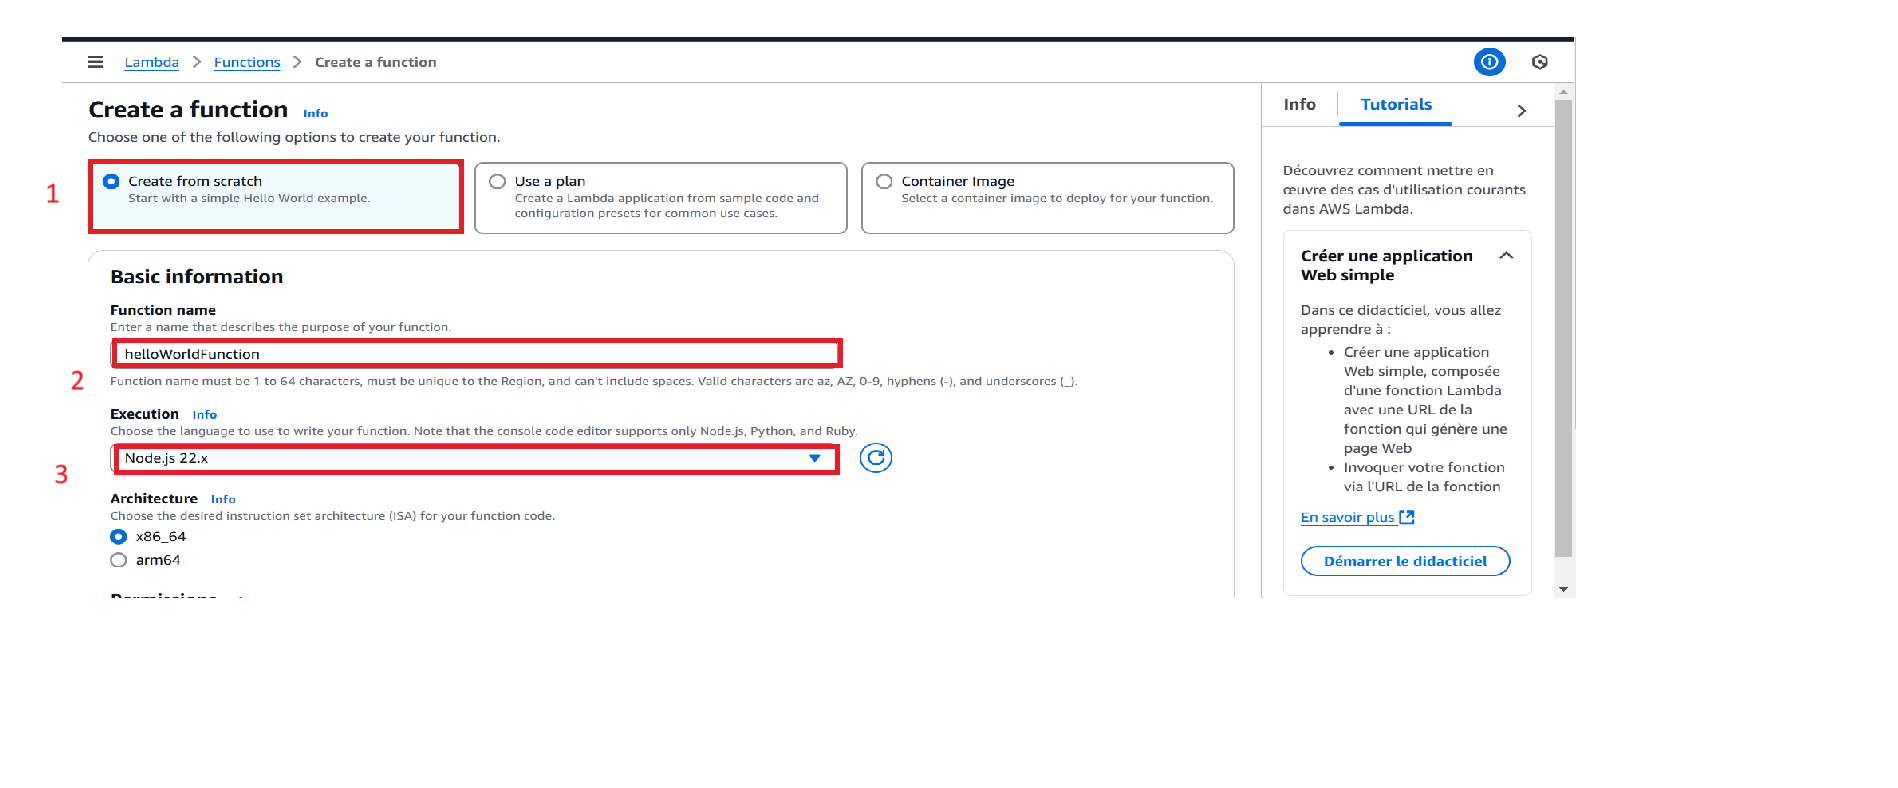 Lambda > Functions > Create a function
Create a function Info
Choose one of the following options to create your function.
1
Create from scratch
Start with a simple Hello World example.
Use a plan
Create a Lambda application from sample code and
configuration presets for common use cases.
Container Image
Select a container image to deploy for your function.
Basic information
Function name
Enter a name that describes the purpose of your function.
helloWorldFunction
2
Function name must be 1 to 64 characters, must be unique to the Region, and can't include spaces. Valid characters are az, AZ, 0-9, hyphens (-), and underscores (_).
Execution Info
Choose the language to use to write your function. Note that the console code editor supports only Node.js, Python, and Ruby.
3
Node.js 22.x
Architecture Info
Choose the desired instruction set architecture (ISA) for your function code.
x86_64
arm64
Permissions
Info
Tutorials
Découvrez comment mettre en
œuvre des cas d'utilisation courants
dans AWS Lambda.
Créer une application
Web simple
Dans ce didacticiel, vous allez
apprendre à :
• Créer une application
Web simple, composée
d'une fonction Lambda
avec une URL de la
fonction qui génère une
page Web
• Invoquer votre fonction
via l'URL de la fonction
En savoir plus
Démarrer le didacticiel